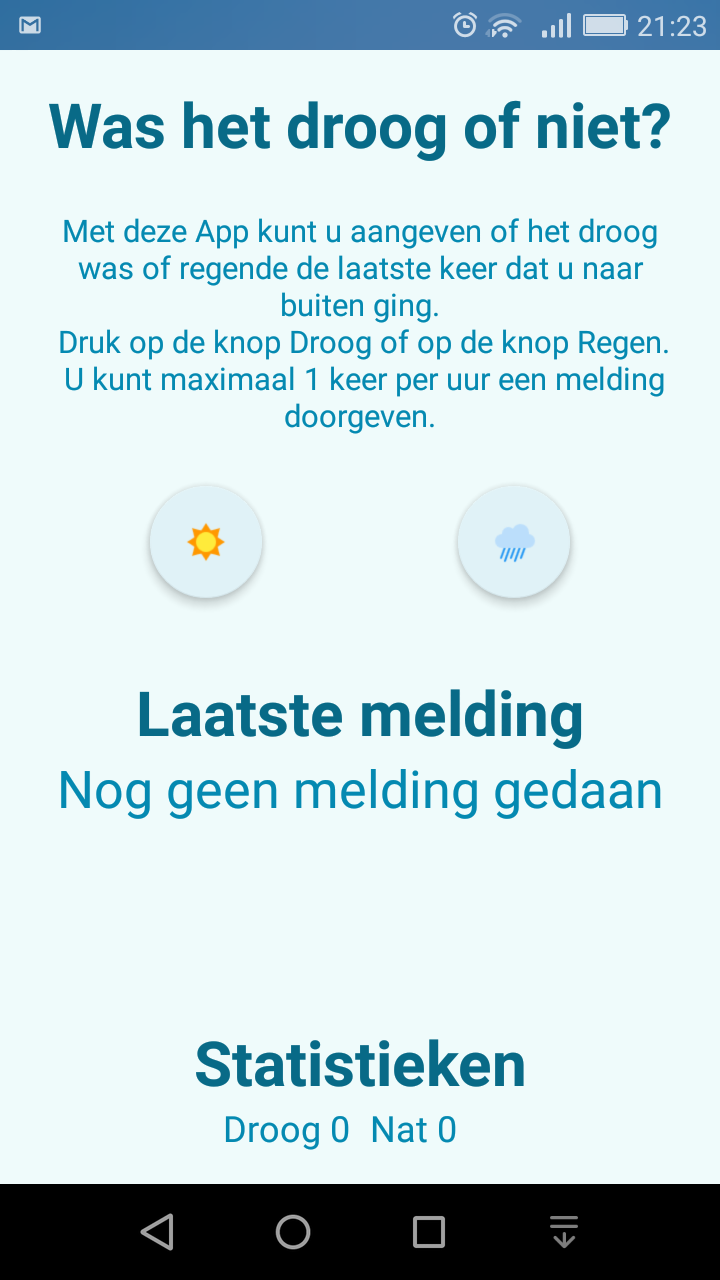 21:23
Was het droog of niet?
Met deze App kunt u aangeven of het droog
was of regende de laatste keer dat u naar
buiten ging.
Druk op de knop Droog of op de knop Regen.
U kunt maximaal 1 keer per uur een melding
doorgeven.
Laatste melding
Nog geen melding gedaan
Statistieken
Droog 0 Nat 0